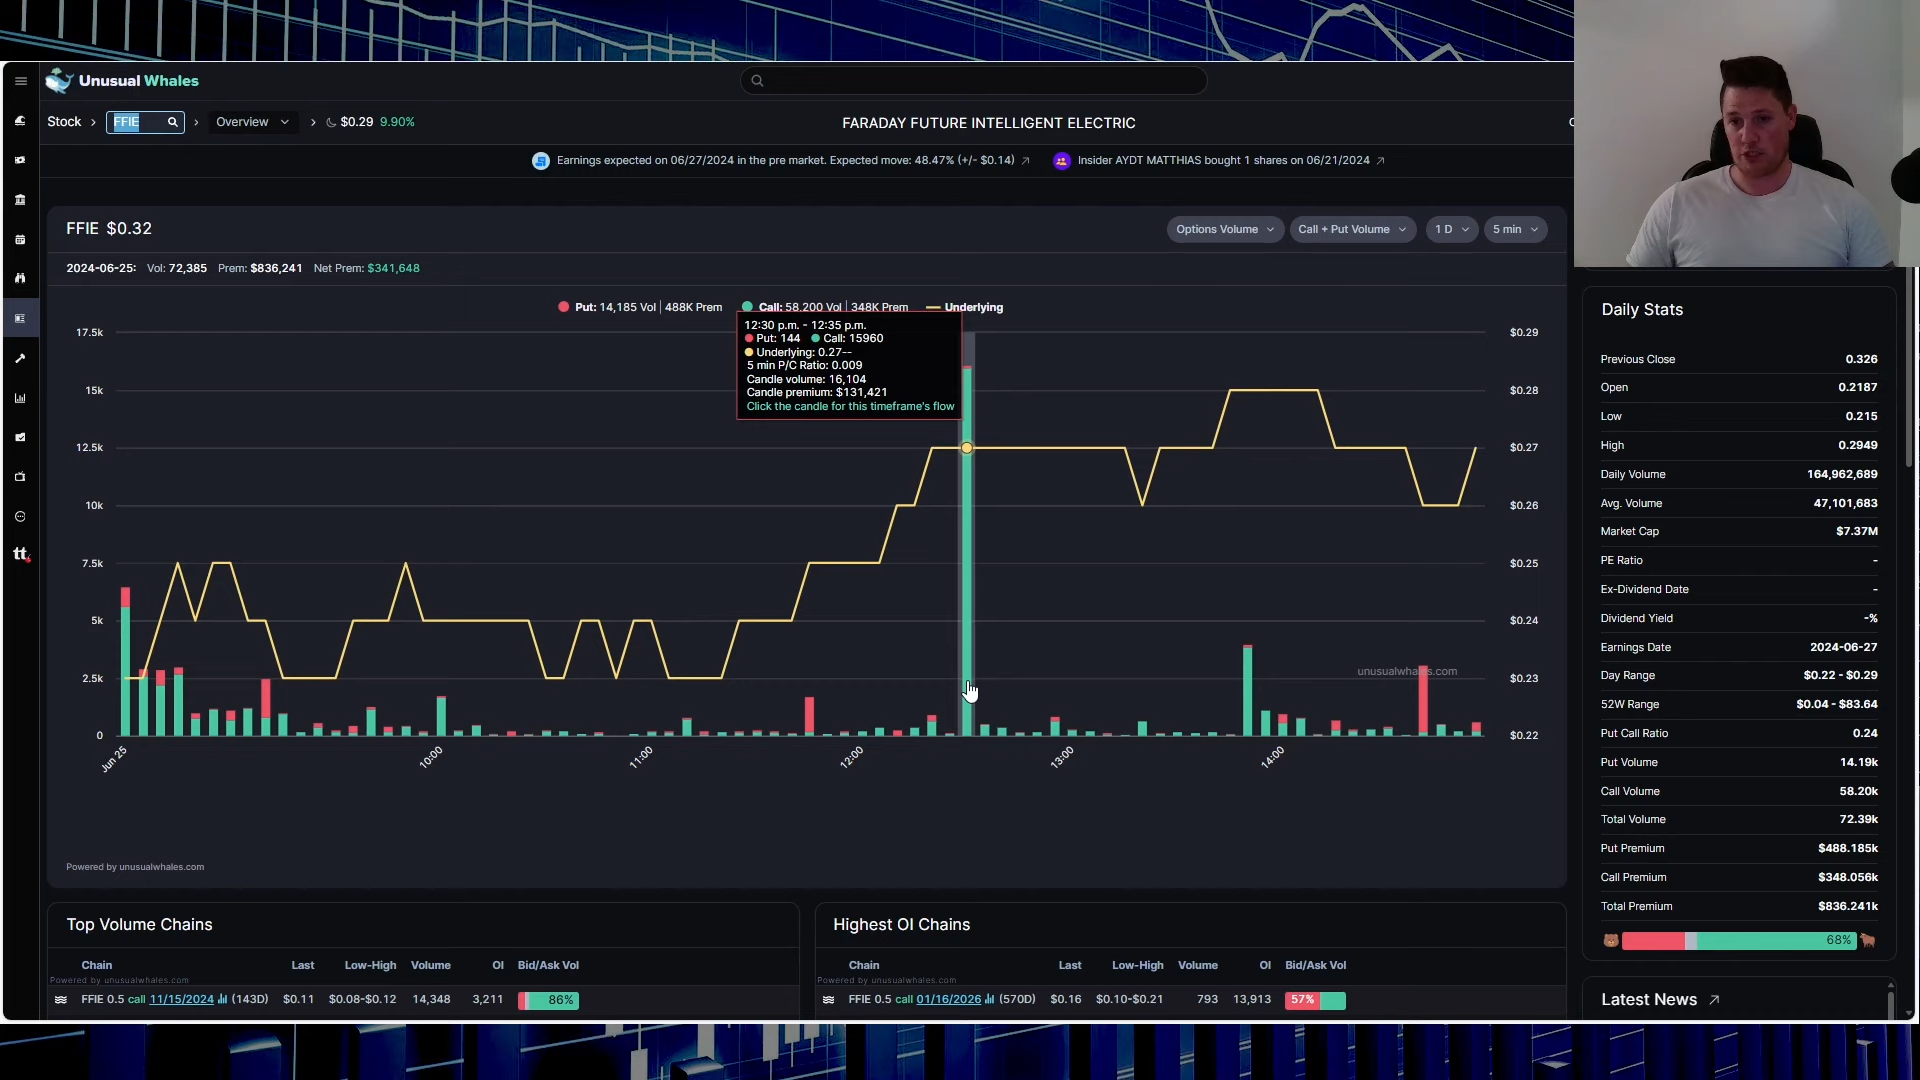 Unusual Whales
Stock > FFIE > Overview > $0.29 9.90%
FARADAY FUTURE INTELLIGENT ELECTRIC
Earnings expected on 06/27/2024 in the pre market. Expected move: 48.47% (+/- $0.14)
Insider AYDT MATTHIAS bought 1 shares on 06/21/2024
FFIE $0.32
Options Volume
Call + Put Volume
1 D
5 min
2024-06-25: Vol: 72,385 Prem: $836,241 Net Prem: $341,648
Put: 14,185 Vol | 488K Prem
Call: 58,200 Vol | 348K Prem
Underlying
12:30 p.m. - 12:35 p.m.
Put: 144 Call: 15960
Underlying: 0.27--
5 min P/C Ratio: 0.009
Candle volume: 16,104
Candle premium: $131,421
Click the candle for this timeframe's flow
17.5k
15k
12.5k
10k
7.5k
5k
2.5k
0
$0.29
$0.28
$0.27
$0.26
$0.25
$0.24
$0.23
$0.22
unusualwhales.com
Jun 25
10:00
11:00
12:00
13:00
14:00
Powered by unusualwhales.com
Top Volume Chains
Chain Last Low-High Volume OI Bid/Ask Vol
Powered by unusualwhales.com
FFIE 0.5 call 11/15/2024 (143D) $0.11 $0.08-$0.12 14,348 3,211 86%
Highest OI Chains
Chain Last Low-High Volume OI Bid/Ask Vol
Powered by unusualwhales.com
FFIE 0.5 call 01/16/2026 (570D) $0.16 $0.10-$0.21 793 13,913 57%
Daily Stats
Previous Close 0.326
Open 0.2187
Low 0.215
High 0.2949
Daily Volume 164,962,689
Avg. Volume 47,101,683
Market Cap $7.37M
PE Ratio -
Ex-Dividend Date -
Dividend Yield -%
Earnings Date 2024-06-27
Day Range $0.22 - $0.29
52W Range $0.04 - $83.64
Put Call Ratio 0.24
Put Volume 14.19k
Call Volume 58.20k
Total Volume 72.39k
Put Premium $488.185k
Call Premium $348.056k
Total Premium $836.241k
68%
Latest News
tt